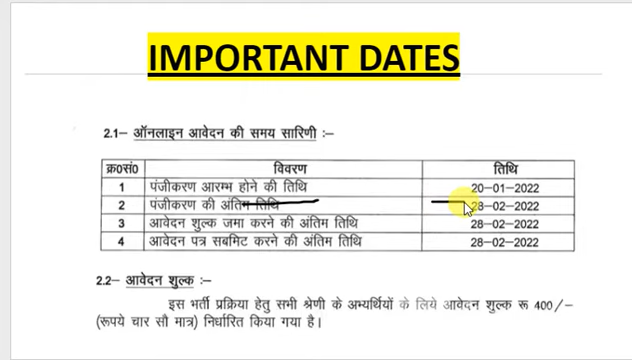 IMPORTANT DATES
2.1– ऑनलाइन आवेदन की समय सारिणी :–
क्र0सं0 विवरण तिथि
1 पंजीकरण आरम्भ होने की तिथि 20–01–2022
2 पंजीकरण की अंतिम तिथि 28–02–2022
3 आवेदन शुल्क जमा करने की अंतिम तिथि 28–02–2022
4 आवेदन पत्र सबमिट करने की अंतिम तिथि 28–02–2022
2.2– आवेदन शुल्क :–
इस भर्ती प्रक्रिया हेतु सभी श्रेणी के अभ्यर्थियों के लिये आवेदन शुल्क रू 400/–
(रूपये चार सौ मात्र) निर्धारित किया गया है।